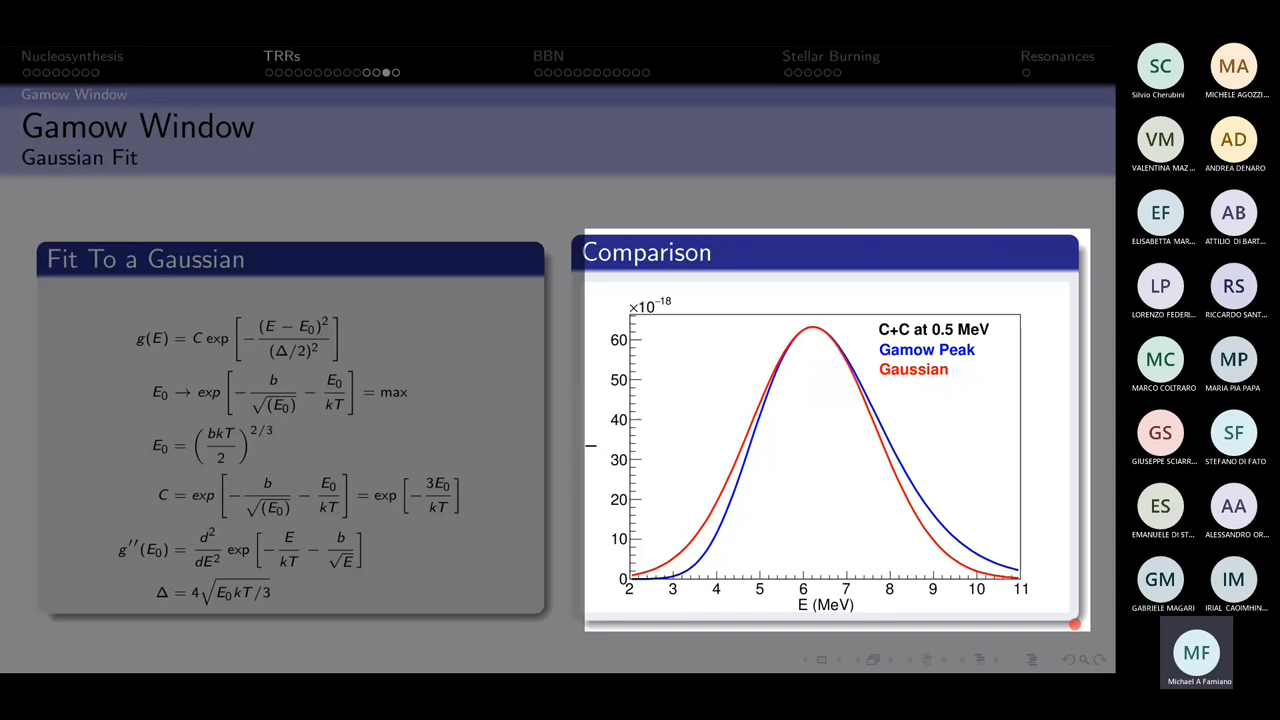 Nucleosynthesis TRRs BBN Stellar Burning Resonances
Gamow Window
Gamow Window
Gaussian Fit
Fit To a Gaussian
g(E) = C exp[−(E − E₀)²/(Δ/2)²]
E₀ → exp[−b/√(E₀) − E₀/kT] = max
E₀ = (bkT/2)^2/3
C = exp[−b/√(E₀) − E₀/kT] = exp[−3E₀/kT]
g′′(E₀) = d²/dE² exp[−E/kT − b/√E]
Δ = 4√E₀kT/3
Comparison
×10⁻¹⁸
C+C at 0.5 MeV
Gamow Peak
Gaussian
60
50
40
30
20
10
0
I
2 3 4 5 6 7 8 9 10 11
E (MeV)
SC MA
Silvio Cherubini MICHELE AGOZZI...
VM AD
VALENTINA MAZ... ANDREA DENARO
EF AB
ELISABETTA MAR... ATTILIO DI BART...
LP RS
LORENZO FEDERI... RICCARDO SANT...
MC MP
MARCO COLTRARO MARIA PIA PAPA
GS SF
GIUSEPPE SCIARR... STEFANO DI FATO
ES AA
EMANUELE DI ST... ALESSANDRO OR...
GM IM
GABRIELE MAGARI IRIAL CAOIMHIN...
MF
Michael A Famiano